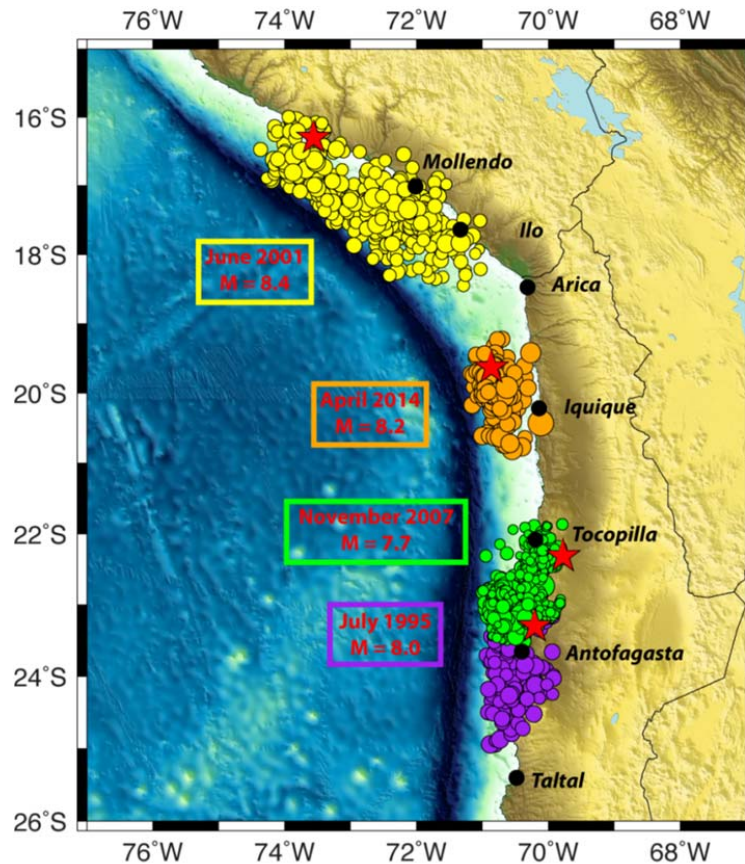 76°W 74°W 72°W 70°W 68°W
16°S
Mollendo
Ilo
18°S
June 2001
M = 8.4
Arica
20°S
April 2014
M = 8.2
Iquique
22°S
November 2007
M = 7.7
Tocopilla
July 1995
M = 8.0
Antofagasta
24°S
Taltal
26°S
76°W 74°W 72°W 70°W 68°W